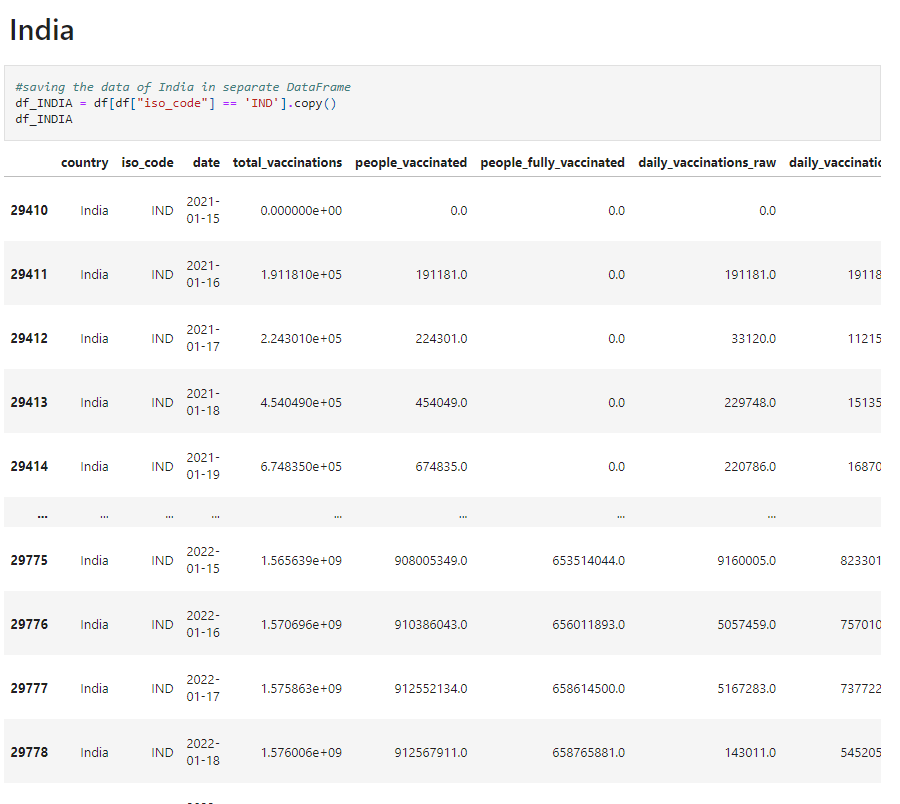 India
#saving the data of India in separate DataFrame
df_INDIA = df[df["iso_code"] == 'IND'].copy()
df_INDIA
country iso_code date total_vaccinations people_vaccinated people_fully_vaccinated daily_vaccinations_raw daily_vaccinatio
29410 India IND 2021-01-15 0.000000e+00 0.0 0.0 0.0
29411 India IND 2021-01-16 1.911810e+05 191181.0 0.0 191181.0 19118
29412 India IND 2021-01-17 2.243010e+05 224301.0 0.0 33120.0 11215
29413 India IND 2021-01-18 4.540490e+05 454049.0 0.0 229748.0 15135
29414 India IND 2021-01-19 6.748350e+05 674835.0 0.0 220786.0 16870
... ... ... ... ... ... ... ...
29775 India IND 2022-01-15 1.565639e+09 908005349.0 653514044.0 9160005.0 823301
29776 India IND 2022-01-16 1.570696e+09 910386043.0 656011893.0 5057459.0 757010
29777 India IND 2022-01-17 1.575863e+09 912552134.0 658614500.0 5167283.0 737722
29778 India IND 2022-01-18 1.576006e+09 912567911.0 658765881.0 143011.0 545205